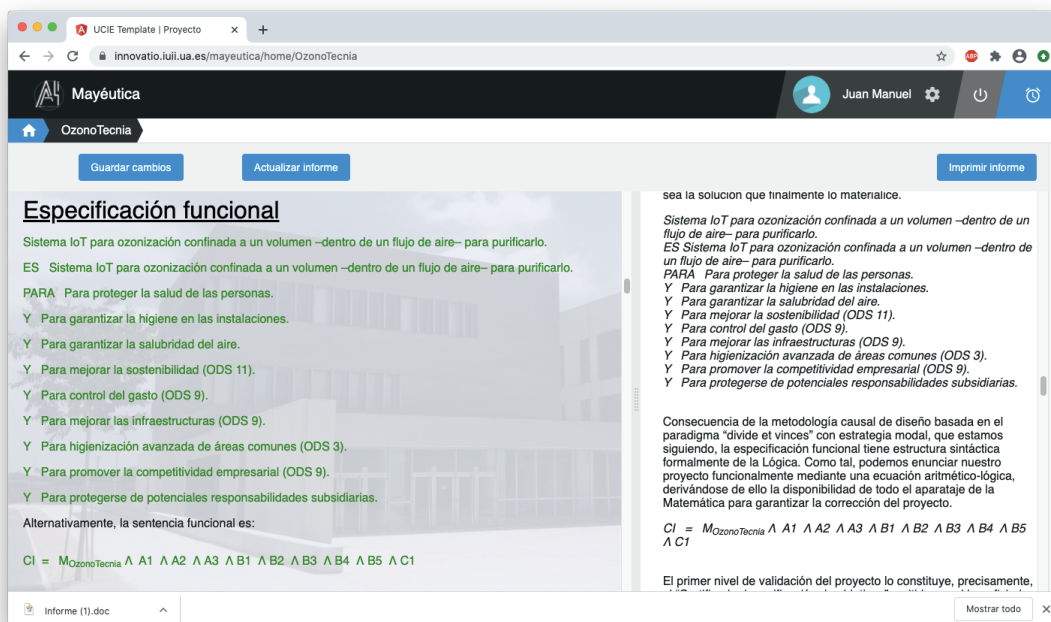 UCIE Template | Proyecto
innovatio.iuii.ua.es/mayeutica/home/OzonoTecnia
ABP
Mayéutica
Juan Manuel
OzonoTecnia
Guardar cambios
Actualizar informe
Imprimir informe
Especificación funcional
Sistema IoT para ozonización confinada a un volumen –dentro de un flujo de aire– para purificarlo.
ES Sistema IoT para ozonización confinada a un volumen –dentro de un flujo de aire– para purificarlo.
PARA Para proteger la salud de las personas.
Y Para garantizar la higiene en las instalaciones.
Y Para garantizar la salubridad del aire.
Y Para mejorar la sostenibilidad (ODS 11).
Y Para control del gasto (ODS 9).
Y Para mejorar las infraestructuras (ODS 9).
Y Para higienización avanzada de áreas comunes (ODS 3).
Y Para promover la competitividad empresarial (ODS 9).
Y Para protegerse de potenciales responsabilidades subsidiarias.
Alternativamente, la sentencia funcional es:
CI = MOzonoTecnia Λ A1 Λ A2 Λ A3 Λ B1 Λ B2 Λ B3 Λ B4 Λ B5 Λ C1
sea la solución que finalmente lo materialice.
Sistema IoT para ozonización confinada a un volumen –dentro de un
flujo de aire– para purificarlo.
ES Sistema IoT para ozonización confinada a un volumen –dentro de
un flujo de aire– para purificarlo.
PARA Para proteger la salud de las personas.
Y Para garantizar la higiene en las instalaciones.
Y Para garantizar la salubridad del aire.
Y Para mejorar la sostenibilidad (ODS 11).
Y Para control del gasto (ODS 9).
Y Para mejorar las infraestructuras (ODS 9).
Y Para higienización avanzada de áreas comunes (ODS 3).
Y Para promover la competitividad empresarial (ODS 9).
Y Para protegerse de potenciales responsabilidades subsidiarias.
Consecuencia de la metodología causal de diseño basada en el
paradigma “divide et vinces” con estrategia modal, que estamos
siguiendo, la especificación funcional tiene estructura sintáctica
formalmente de la Lógica. Como tal, podemos enunciar nuestro
proyecto funcionalmente mediante una ecuación aritmético-lógica,
derivándose de ello la disponibilidad de todo el aparataje de la
Matemática para garantizar la corrección del proyecto.
CI = MOzonoTecnia Λ A1 Λ A2 Λ A3 Λ B1 Λ B2 Λ B3 Λ B4 Λ B5
Λ C1
El primer nivel de validación del proyecto lo constituye, precisamente,
Informe (1).doc
Mostrar todo